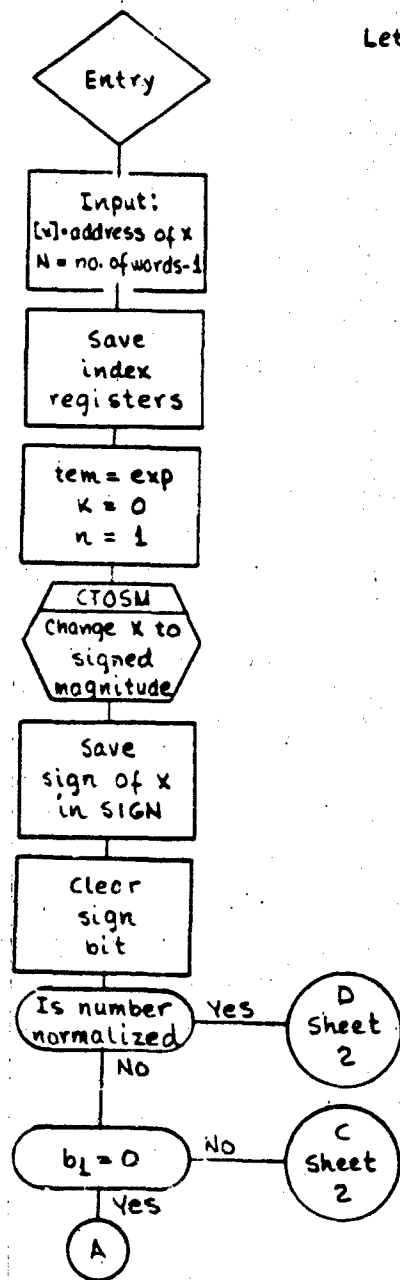 Let
Entry
Input:
[x]=address of x
N = no. of words-1
Save
index
registers
tem = exp
K = 0
n = 1
CTOSM
Change X to
signed
magnitude
Save
sign of x
in SIGN
Clear
sign
bit
Is number
normalized
Yes
D
Sheet
2
No
b₁ = 0
No
C
Sheet
2
Yes
A